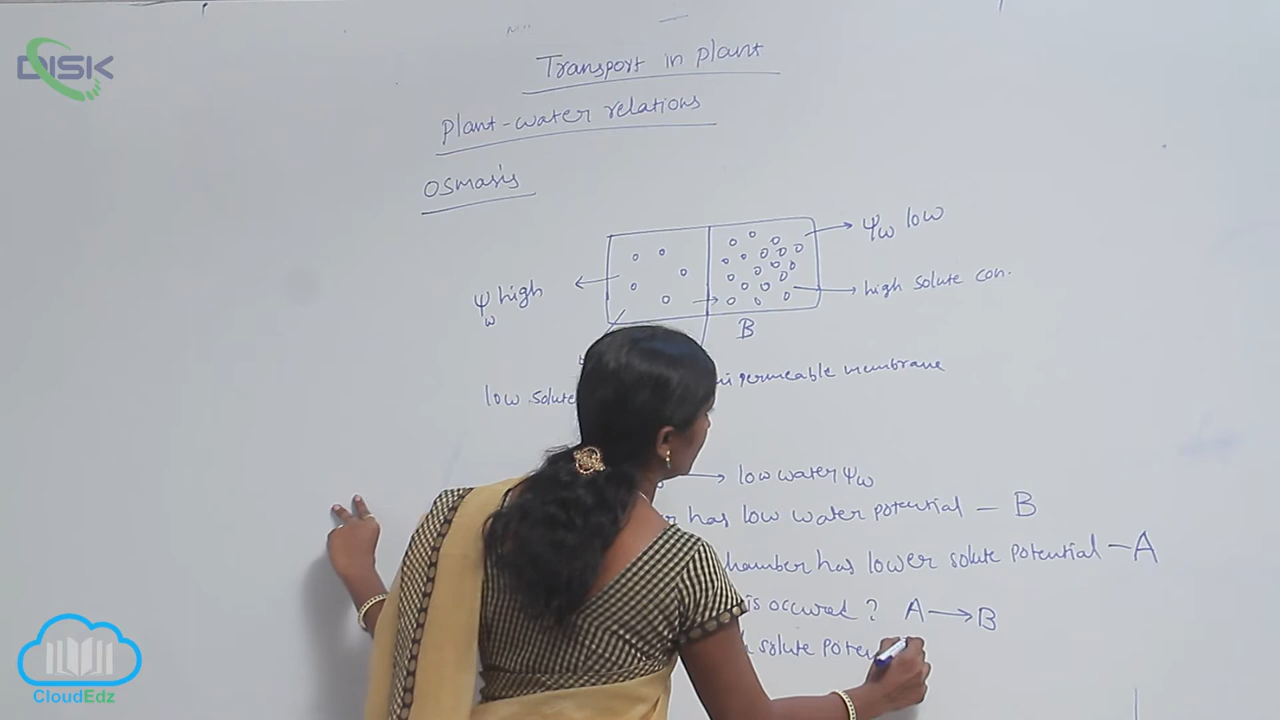 DISK
Transport in plant
Plant-water relations
Osmosis
Ψw low
Ψw high
high solute con.
B
permeable membrane
low solute
low water Ψw
has low water potential – B
hamber has lower solute potential – A
is occured ? A → B
solute poten
CloudEdz